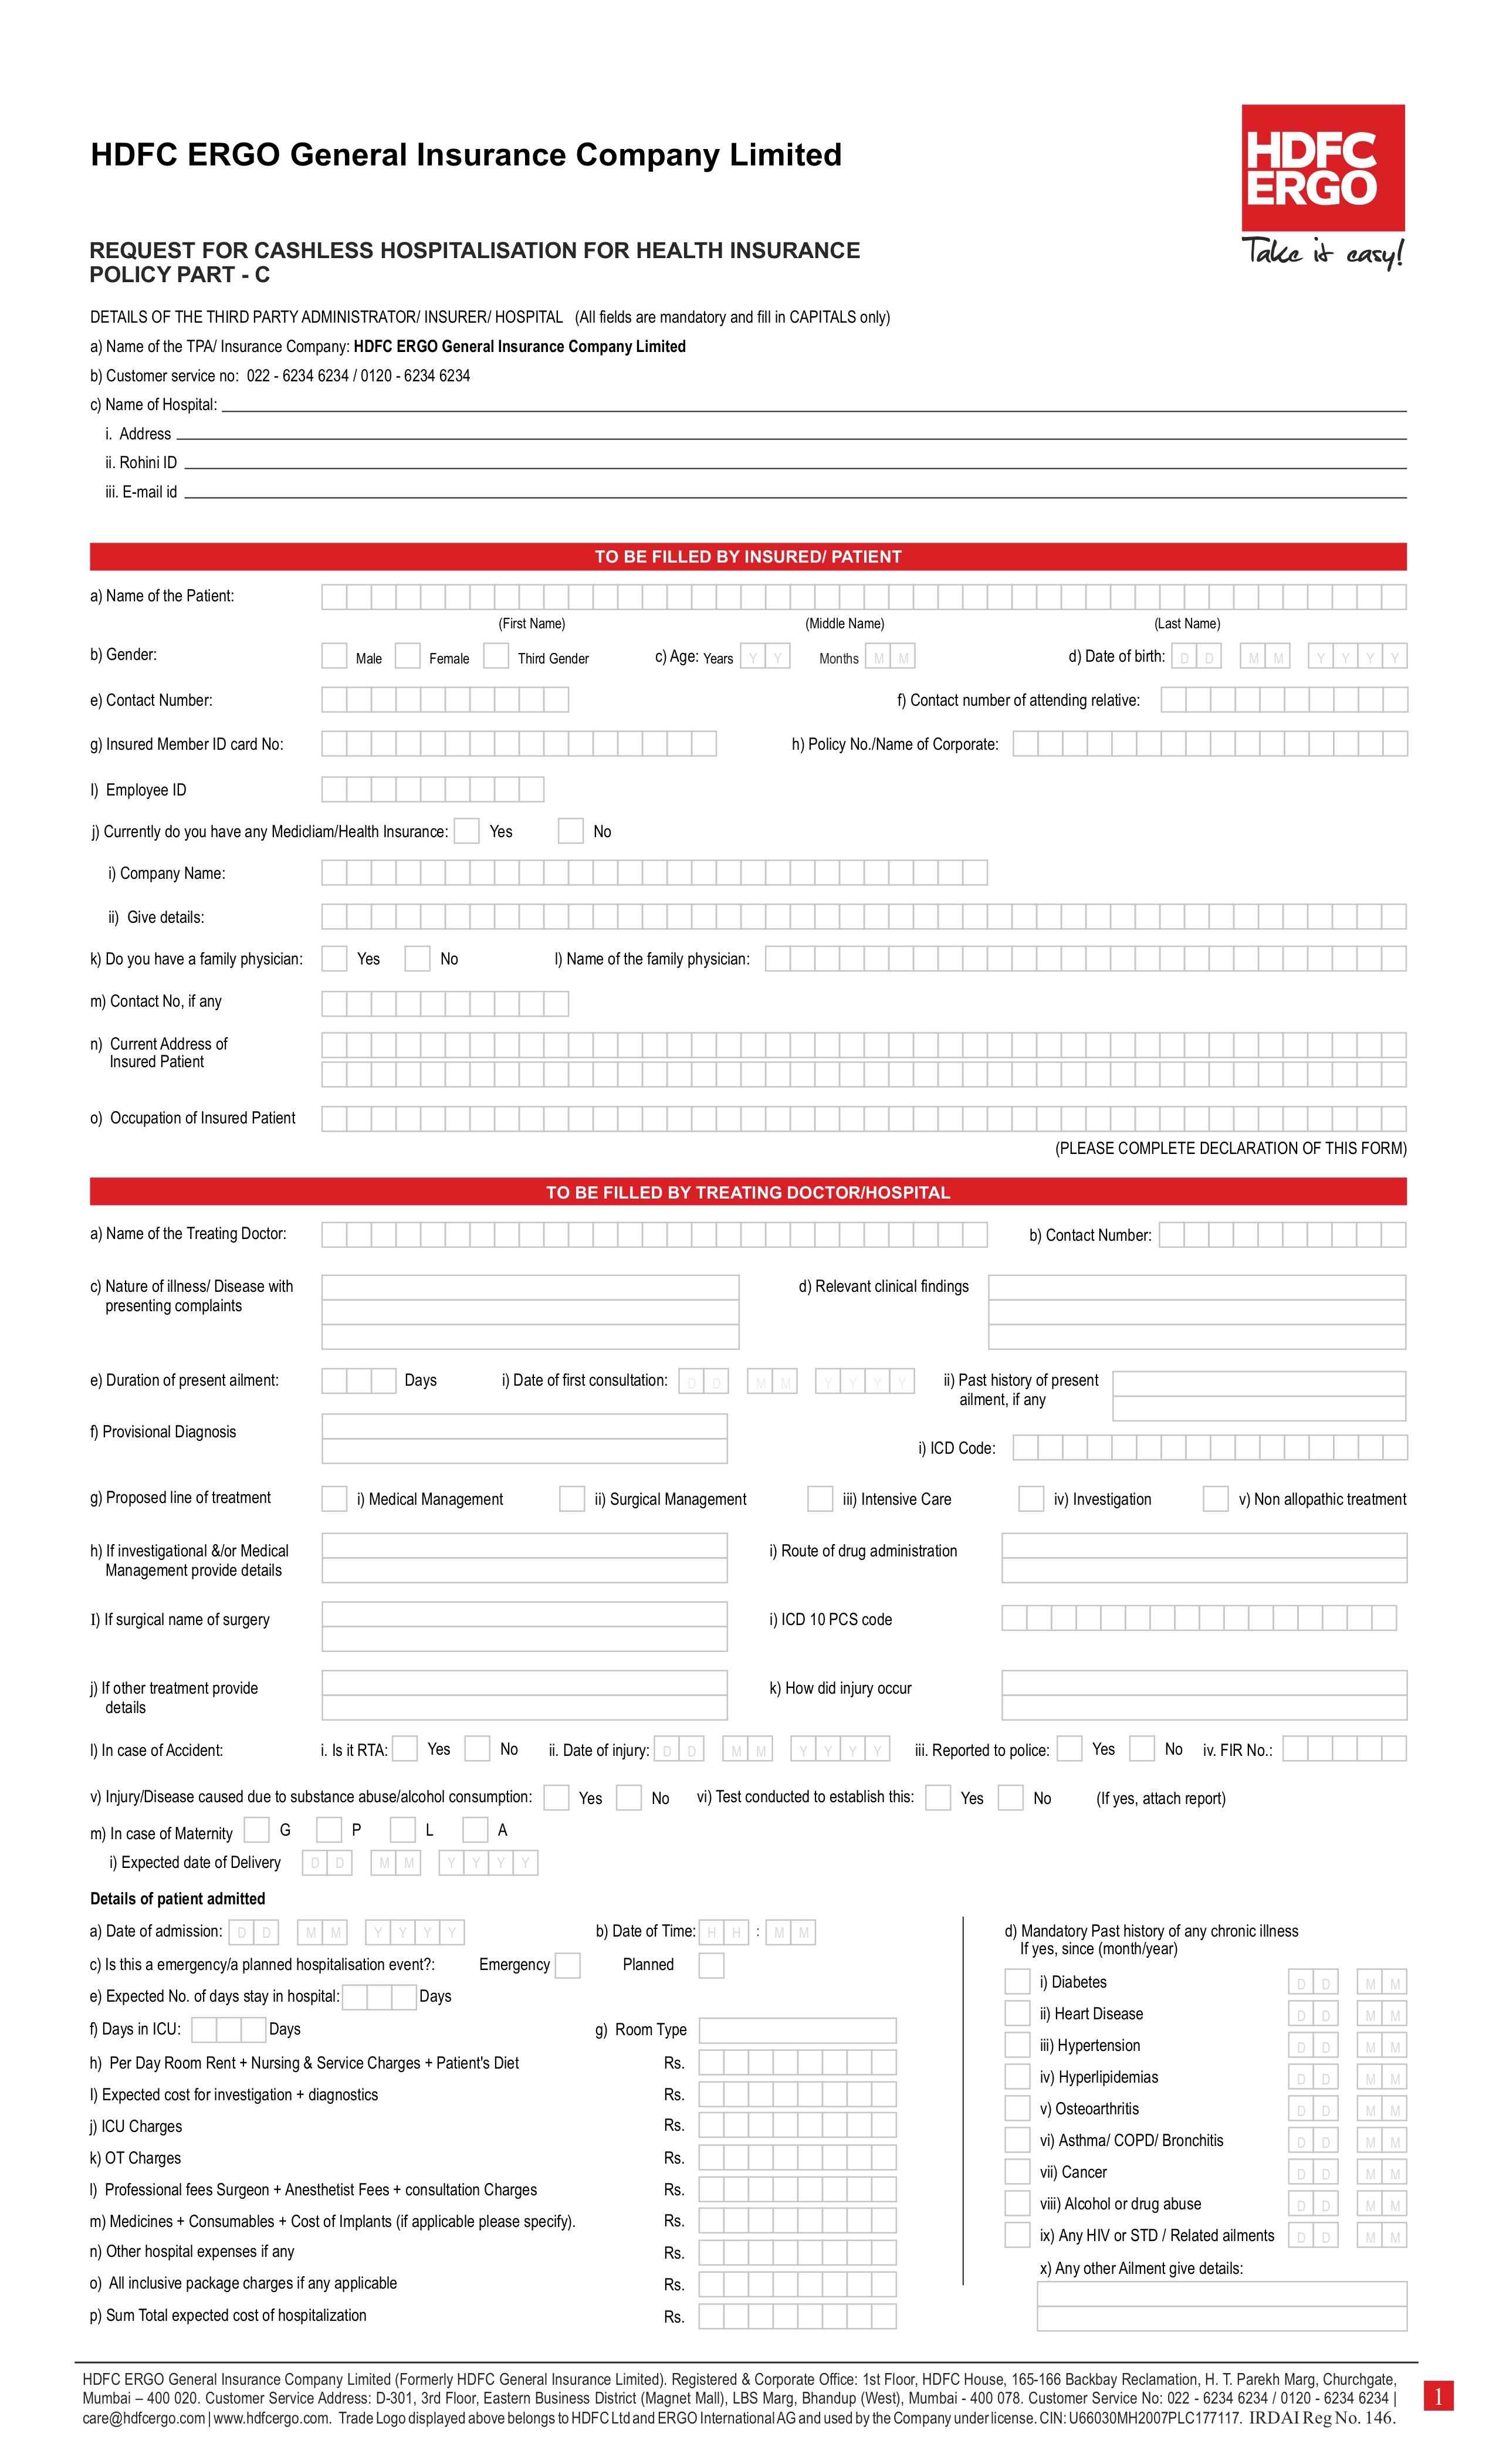 HDFC ERGO General Insurance Company Limited
HDFC
ERGO
Take it easy!
REQUEST FOR CASHLESS HOSPITALISATION FOR HEALTH INSURANCE
POLICY PART - C
DETAILS OF THE THIRD PARTY ADMINISTRATOR/ INSURER/ HOSPITAL (All fields are mandatory and fill in CAPITALS only)
a) Name of the TPA/ Insurance Company: HDFC ERGO General Insurance Company Limited
b) Customer service no: 022 - 6234 6234 / 0120 - 6234 6234
c) Name of Hospital:
i. Address
ii. Rohini ID
iii. E-mail id
TO BE FILLED BY INSURED/ PATIENT
a) Name of the Patient:
(First Name) (Middle Name) (Last Name)
b) Gender: Male Female Third Gender c) Age: Years Y Y Months M M d) Date of birth: D D M M Y Y Y Y
e) Contact Number: f) Contact number of attending relative:
g) Insured Member ID card No: h) Policy No./Name of Corporate:
l) Employee ID
j) Currently do you have any Medicliam/Health Insurance: Yes No
i) Company Name:
ii) Give details:
k) Do you have a family physician: Yes No l) Name of the family physician:
m) Contact No, if any
n) Current Address of
Insured Patient
o) Occupation of Insured Patient
(PLEASE COMPLETE DECLARATION OF THIS FORM)
TO BE FILLED BY TREATING DOCTOR/HOSPITAL
a) Name of the Treating Doctor: b) Contact Number:
c) Nature of illness/ Disease with d) Relevant clinical findings
presenting complaints
e) Duration of present ailment: Days i) Date of first consultation: D D M M Y Y Y Y ii) Past history of present
ailment, if any
f) Provisional Diagnosis
i) ICD Code:
g) Proposed line of treatment i) Medical Management ii) Surgical Management iii) Intensive Care iv) Investigation v) Non allopathic treatment
h) If investigational &/or Medical i) Route of drug administration
Management provide details
I) If surgical name of surgery i) ICD 10 PCS code
j) If other treatment provide k) How did injury occur
details
l) In case of Accident: i. Is it RTA: Yes No ii. Date of injury: D D M M Y Y Y Y iii. Reported to police: Yes No iv. FIR No.:
v) Injury/Disease caused due to substance abuse/alcohol consumption: Yes No vi) Test conducted to establish this: Yes No (If yes, attach report)
m) In case of Maternity G P L A
i) Expected date of Delivery D D M M Y Y Y Y
Details of patient admitted
a) Date of admission: D D M M Y Y Y Y b) Date of Time: H H : M M
c) Is this a emergency/a planned hospitalisation event?: Emergency Planned
e) Expected No. of days stay in hospital: Days
f) Days in ICU: Days g) Room Type
h) Per Day Room Rent + Nursing & Service Charges + Patient's Diet Rs.
l) Expected cost for investigation + diagnostics Rs.
j) ICU Charges Rs.
k) OT Charges Rs.
l) Professional fees Surgeon + Anesthetist Fees + consultation Charges Rs.
m) Medicines + Consumables + Cost of Implants (if applicable please specify). Rs.
n) Other hospital expenses if any Rs.
o) All inclusive package charges if any applicable Rs.
p) Sum Total expected cost of hospitalization Rs.
d) Mandatory Past history of any chronic illness
If yes, since (month/year)
i) Diabetes D D M M
ii) Heart Disease D D M M
iii) Hypertension D D M M
iv) Hyperlipidemias D D M M
v) Osteoarthritis D D M M
vi) Asthma/ COPD/ Bronchitis D D M M
vii) Cancer D D M M
viii) Alcohol or drug abuse D D M M
ix) Any HIV or STD / Related ailments D D M M
x) Any other Ailment give details:
HDFC ERGO General Insurance Company Limited (Formerly HDFC General Insurance Limited). Registered & Corporate Office: 1st Floor, HDFC House, 165-166 Backbay Reclamation, H. T. Parekh Marg, Churchgate,
Mumbai – 400 020. Customer Service Address: D-301, 3rd Floor, Eastern Business District (Magnet Mall), LBS Marg, Bhandup (West), Mumbai - 400 078. Customer Service No: 022 - 6234 6234 / 0120 - 6234 6234 |
care@hdfcergo.com | www.hdfcergo.com. Trade Logo displayed above belongs to HDFC Ltd and ERGO International AG and used by the Company under license. CIN: U66030MH2007PLC177117. IRDAI Reg No. 146.
1